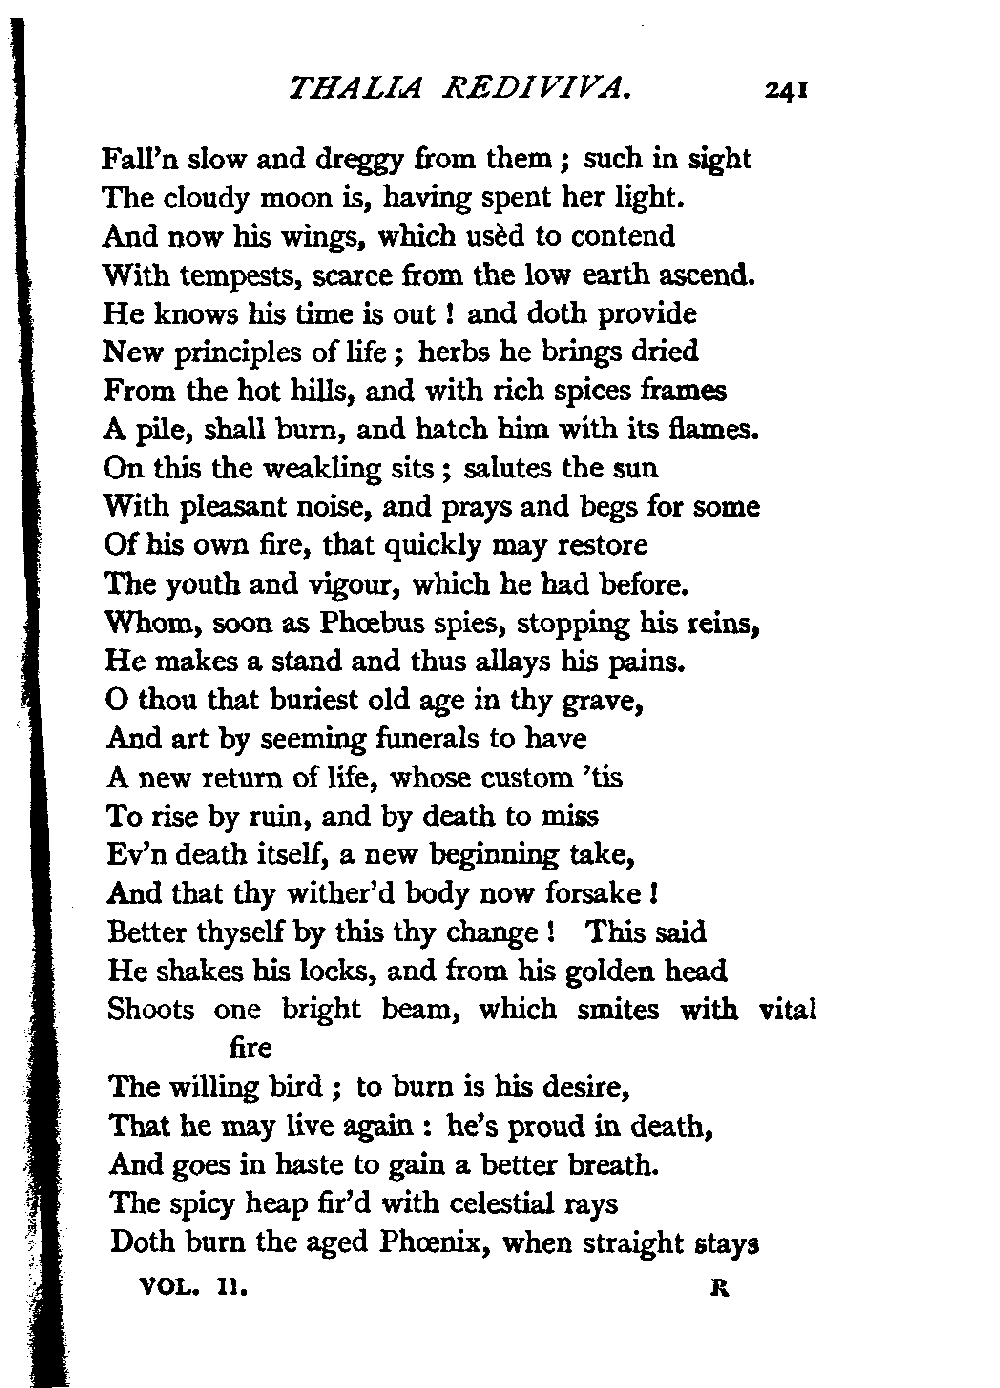 THALIA REDIVIVA. 241
Fall'n slow and dreggy from them ; such in sight
The cloudy moon is, having spent her light.
And now his wings, which usèd to contend
With tempests, scarce from the low earth ascend.
He knows his time is out ! and doth provide
New principles of life ; herbs he brings dried
From the hot hills, and with rich spices frames
A pile, shall burn, and hatch him with its flames.
On this the weakling sits ; salutes the sun
With pleasant noise, and prays and begs for some
Of his own fire, that quickly may restore
The youth and vigour, which he had before.
Whom, soon as Phœbus spies, stopping his reins,
He makes a stand and thus allays his pains.
O thou that buriest old age in thy grave,
And art by seeming funerals to have
A new return of life, whose custom 'tis
To rise by ruin, and by death to miss
Ev'n death itself, a new beginning take,
And that thy wither'd body now forsake !
Better thyself by this thy change ! This said
He shakes his locks, and from his golden head
Shoots one bright beam, which smites with vital
fire
The willing bird ; to burn is his desire,
That he may live again : he's proud in death,
And goes in haste to gain a better breath.
The spicy heap fir'd with celestial rays
Doth burn the aged Phœnix, when straight stays
VOL. II. R